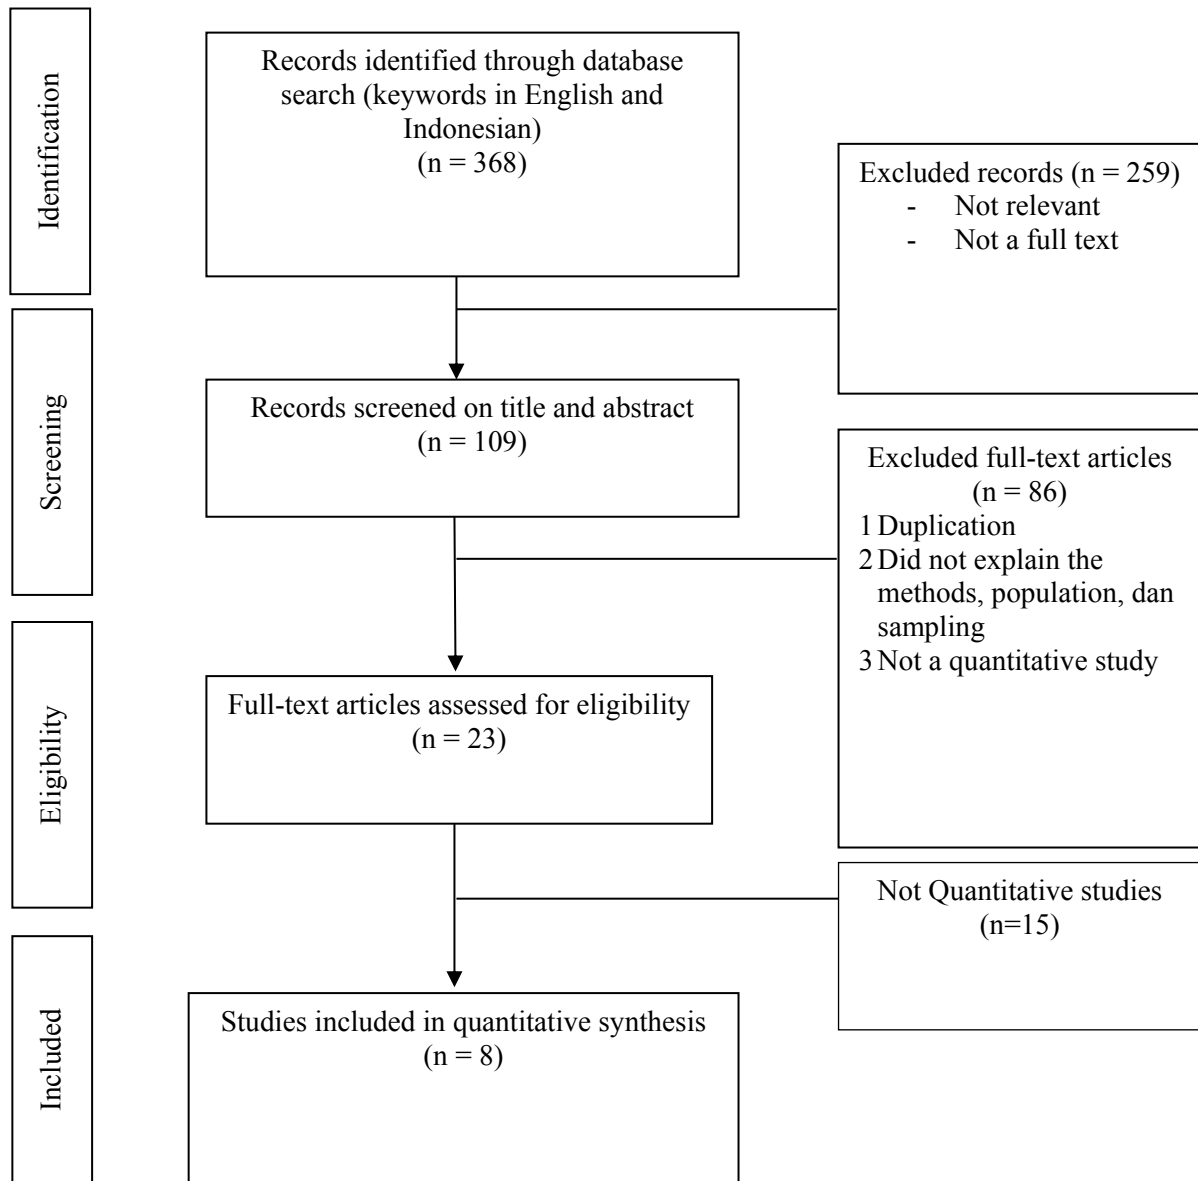 Identification
Records identified through database
search (keywords in English and
Indonesian)
(n = 368)
Excluded records (n = 259)
- Not relevant
- Not a full text
Screening
Records screened on title and abstract
(n = 109)
Excluded full-text articles
(n = 86)
1 Duplication
2 Did not explain the
methods, population, dan
sampling
3 Not a quantitative study
Eligibility
Full-text articles assessed for eligibility
(n = 23)
Not Quantitative studies
(n=15)
Included
Studies included in quantitative synthesis
(n = 8)